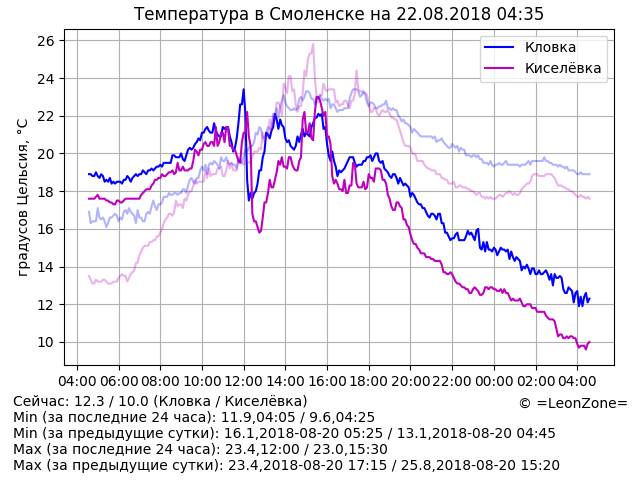 Температура в Смоленске на 22.08.2018 04:35
Кловка
Киселёвка
градусов Цельсия, °C
26
24
22
20
18
16
14
12
10
04:00 06:00 08:00 10:00 12:00 14:00 16:00 18:00 20:00 22:00 00:00 02:00 04:00
Сейчас: 12.3 / 10.0 (Кловка / Киселёвка)
© =LeonZone=
Min (за последние 24 часа): 11.9,04:05 / 9.6,04:25
Min (за предыдущие сутки): 16.1,2018-08-20 05:25 / 13.1,2018-08-20 04:45
Max (за последние 24 часа): 23.4,12:00 / 23.0,15:30
Max (за предыдущие сутки): 23.4,2018-08-20 17:15 / 25.8,2018-08-20 15:20